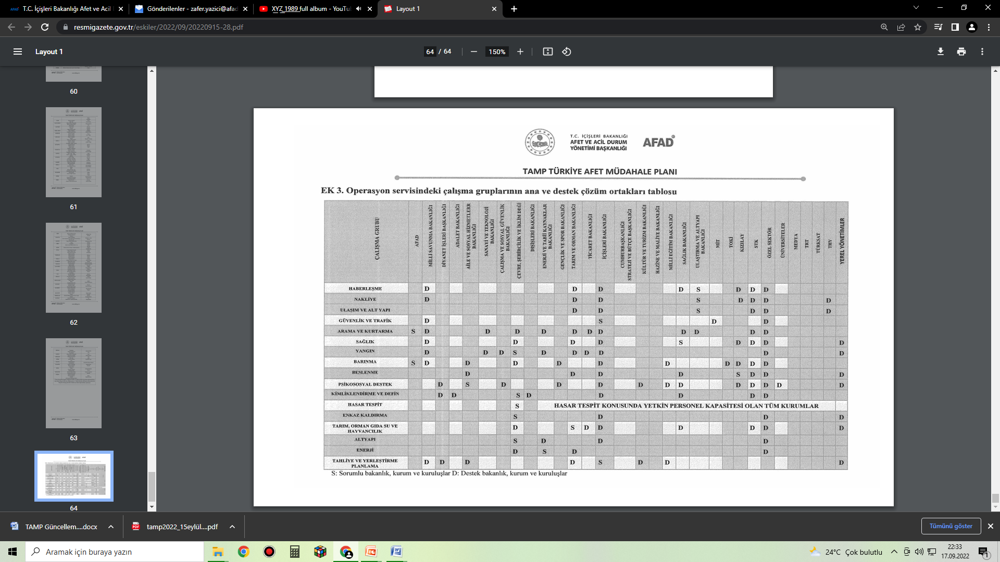 T.C. İçişleri Bakanlığı Afet ve Acil
Gönderilenler - zafer.yazici@afad
XYZ_1989 full album - YouTu
Layout 1
resmigazete.gov.tr/eskiler/2022/09/20220915-28.pdf
Layout 1
64 / 64
150%
60
61
62
63
64
T.C. İÇİŞLERİ BAKANLIĞI
AFET VE ACİL DURUM
YÖNETİMİ BAŞKANLIĞI
AFAD
TAMP TÜRKİYE AFET MÜDAHALE PLANI
EK 3. Operasyon servisindeki çalışma gruplarının ana ve destek çözüm ortakları tablosu
ÇALIŞMA GRUBU
AFAD
MİLLİ SAVUNMA BAKANLIĞI
DİYANET İŞLERİ BAŞKANLIĞI
ADALET BAKANLIĞI
AİLE VE SOSYAL HİZMETLERR
BAKANLIĞI
SANAYİ VE TEKNOLOJİ
BAKANLIĞI
ÇALIŞMA VE SOSYAL GÜVENLİK
BAKANLIĞI
ÇEVRE, ŞEHİRCİLİK VE İKLİM DEĞİ
DIŞİŞLERİ BAKANLIĞI
ENERJİ VE TABİİ KAYNAKLAR
BAKANLIĞI
GENÇLİK VE SPOR BAKANLIĞI
TARIM VE ORMAN BAKANLIĞI
TİCARET BAKANLIĞI
İÇİŞLERİ BAKANLIĞI
CUMHURBAŞKANLIĞI
STRATEJİ VE BÜTÇE BAŞKANLIĞI
KÜLTÜR VE TURİZM BAKANLIĞI
HAZİNE VE MALİYE BAKANLIĞI
MİLLİ EĞİTİM BAKANLIĞI
SAĞLIK BAKANLIĞI
ULAŞTIRMA VE ALTYAPI
BAKANLIĞI
MİT
TOKİ
KIZILAY
STK
ÖZEL SEKTÖR
ÜNİVERSİTELER
MEDYA
TRT
TÜRKSAT
THY
YEREL YÖNETİMLER
HABERLEŞME D D D D S D D D
NAKLİYE D D D S D D D D
ULAŞIM VE ALT YAPI D D S D D D
GÜVENLİK VE TRAFİK D S D D
ARAMA VE KURTARMA S D D D D D D D D D D D
SAĞLIK D D D D S D D D D
YANGIN D D D S D D D D D D
BARINMA S D D D D D D D D D D
BESLENME D D D D S D D D
PSİKOSOSYAL DESTEK D S D D D D D D D D D D D
KİMLİKLENDİRME VE DEFİN D D S D D D D D
HASAR TESPİT S HASAR TESPİT KONUSUNDA YETKİN PERSONEL KAPASİTESİ OLAN TÜM KURUMLAR
ENKAZ KALDIRMA S D D D
TARIM, ORMAN GIDA SU VE
HAYVANCILIK D S D D D D D D
ALTYAPI S D D D
ENERJİ D S D D
TAHLİYE VE YERLEŞTİRME
PLANLAMA D D D D S D D D
S: Sorumlu bakanlık, kurum ve kuruluşlar D: Destek bakanlık, kurum ve kuruluşlar
TAMP Güncellem....docx
tamp2022_15eylül....pdf
Tümünü göster
Aramak için buraya yazın
24°C Çok bulutlu
22:33
17.09.2022
1